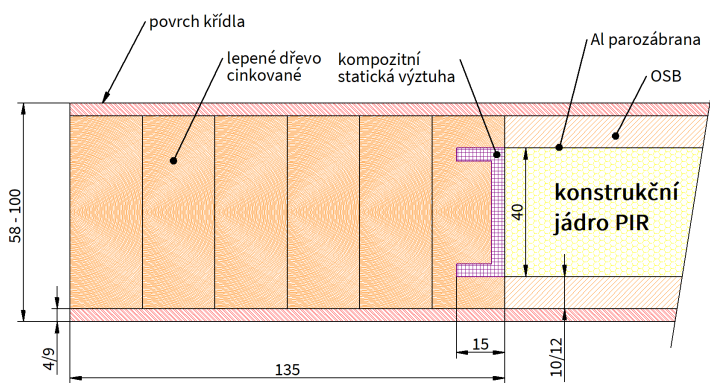 povrch křídla
lepené dřevo
cinkované
kompozitní
statická výztuha
Al parozábrana
OSB
58 - 100
40
konstrukční
jádro PIR
4/9
15
10/12
135